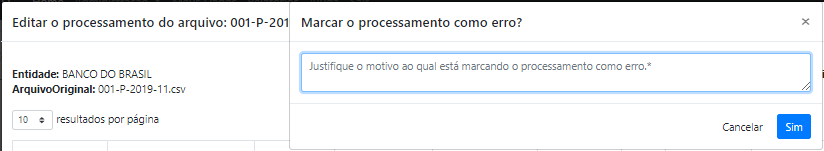 Editar o processamento do arquivo: 001-P-201
Marcar o processamento como erro?
×
Entidade: BANCO DO BRASIL
ArquivoOriginal: 001-P-2019-11.csv
Justifique o motivo ao qual está marcando o processamento como erro.*
10 resultados por página
Cancelar
Sim